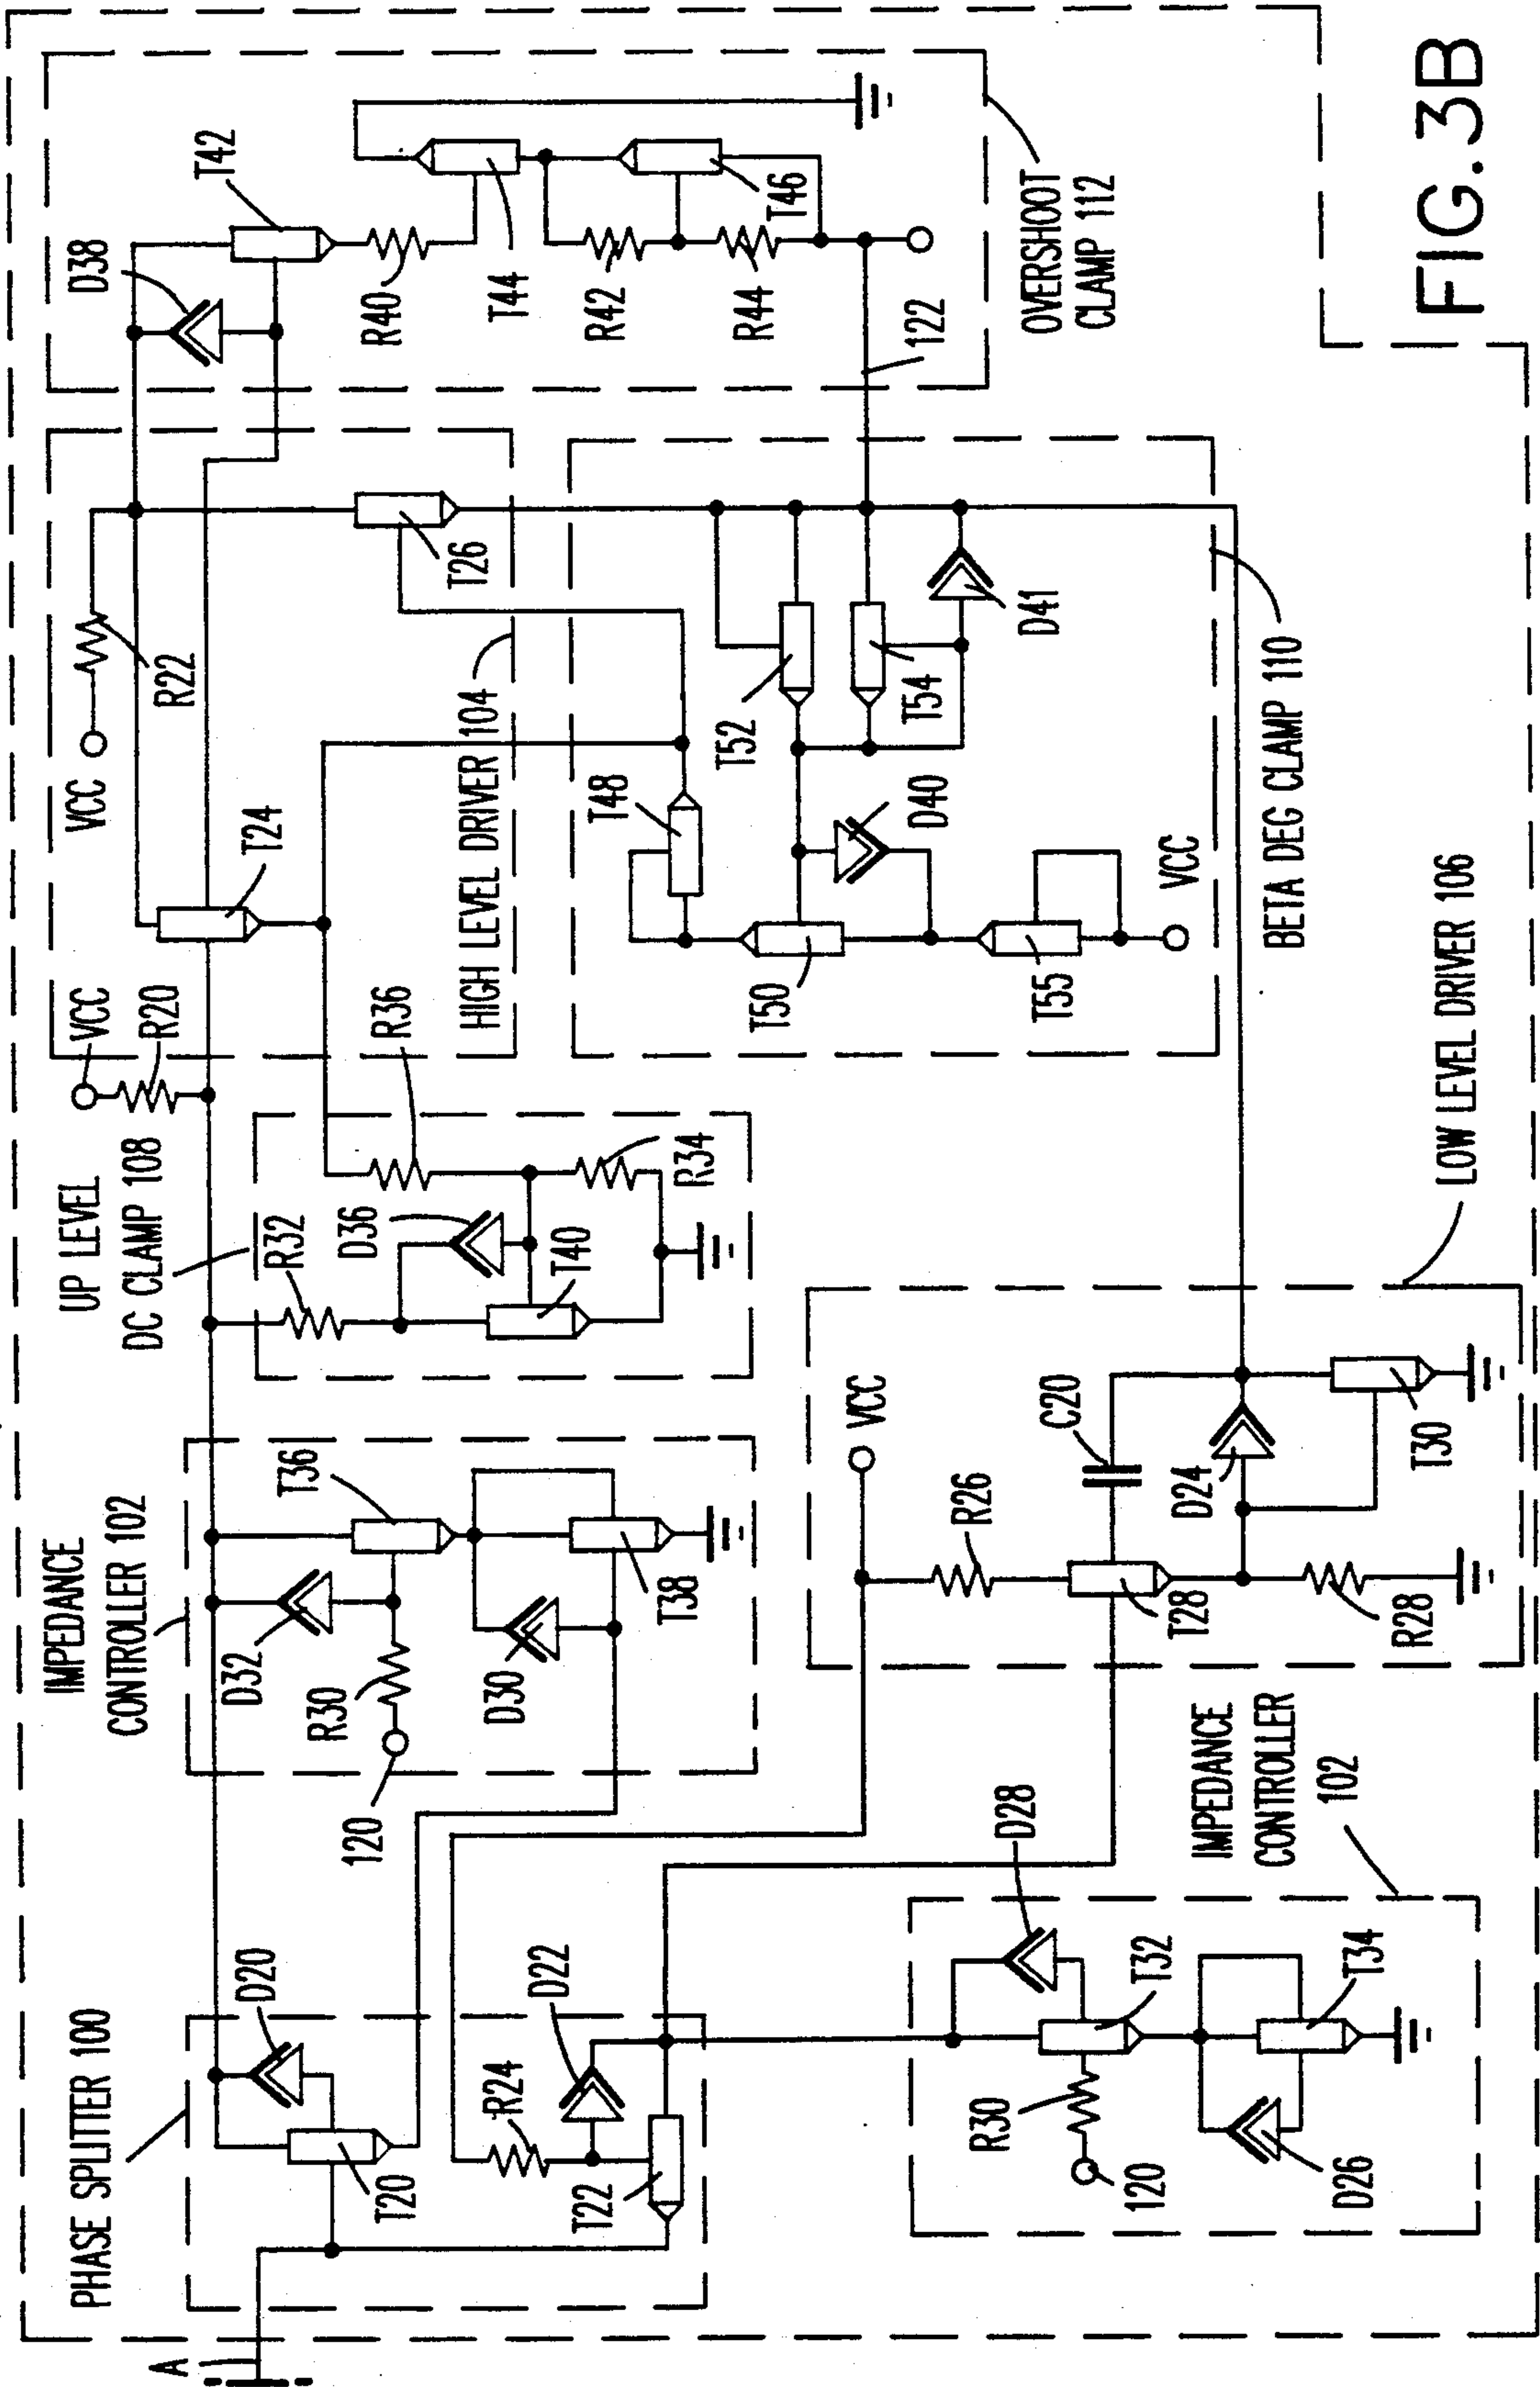 FIG. 3B
A
PHASE SPLITTER 100
D20
T20
R24
D22
T22
IMPEDANCE
CONTROLLER 102
D32
R30
120
T36
D30
T38
UP LEVEL
DC CLAMP 108
R32
D36
T40
R36
R34
VCC
R20
T24
VCC
R22
T26
HIGH LEVEL DRIVER 104
D38
T42
R40
T44
R42
T46
R44
OVERSHOOT
CLAMP 112
122
T48
T52
T54
D41
D40
T50
T55
VCC
BETA DEG CLAMP 110
LOW LEVEL DRIVER 106
VCC
R26
C20
D24
T30
T28
R28
IMPEDANCE
CONTROLLER
102
D28
T32
R30
120
T34
D26